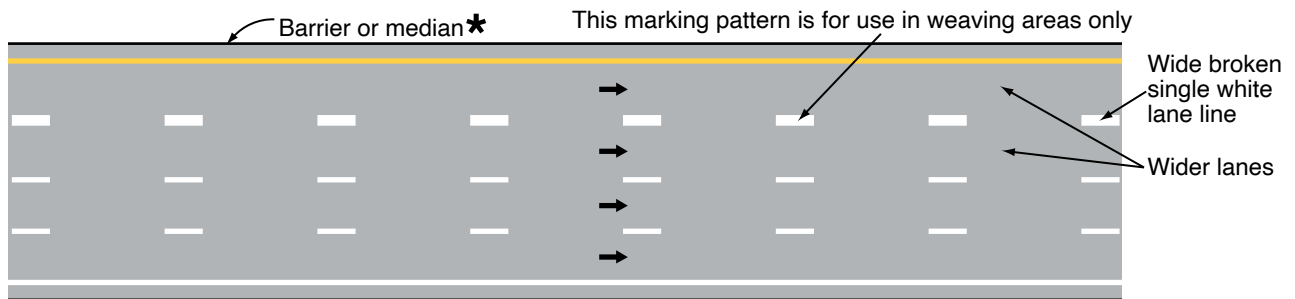 Barrier or median*
This marking pattern is for use in weaving areas only
Wide broken
single white
lane line
Wider lanes